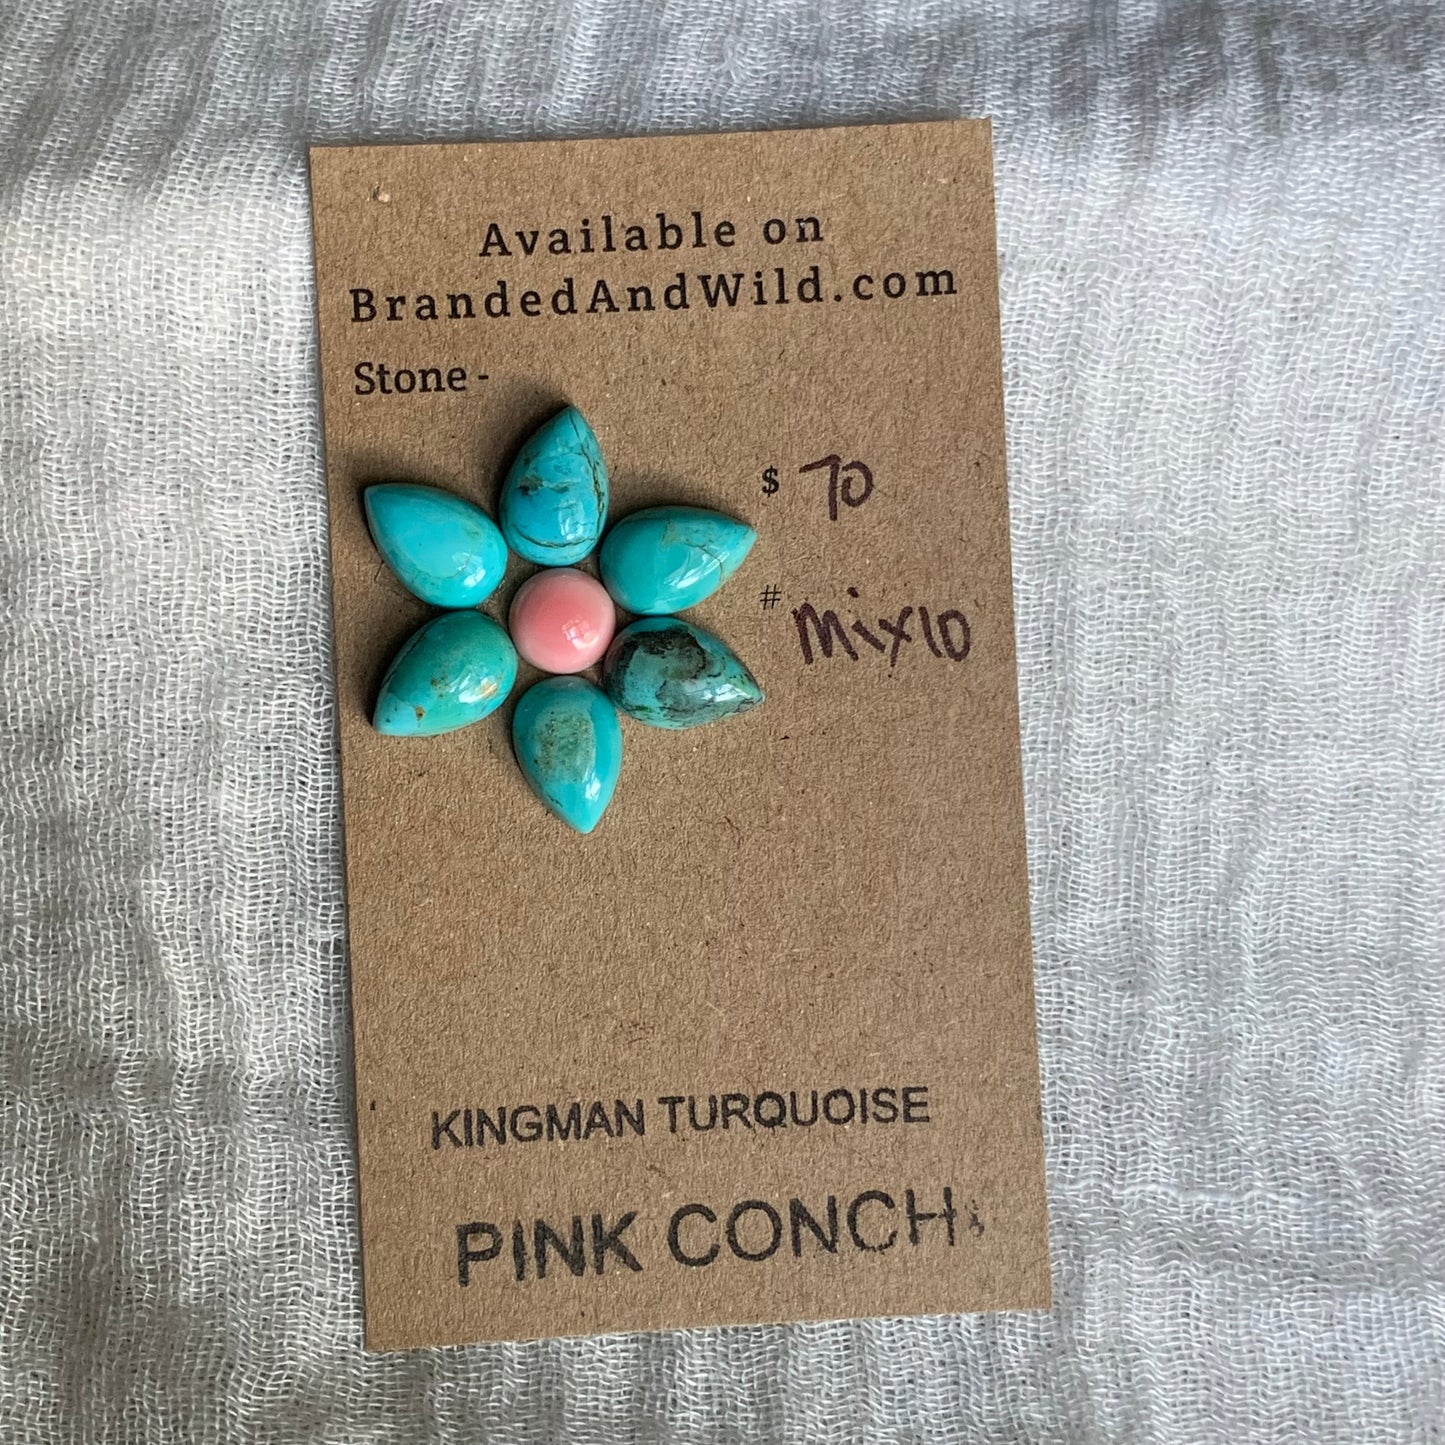 Available on
BrandedAndWild.com
Stone -
$ 70
# Mix10
KINGMAN TURQUOISE
PINK CONCH